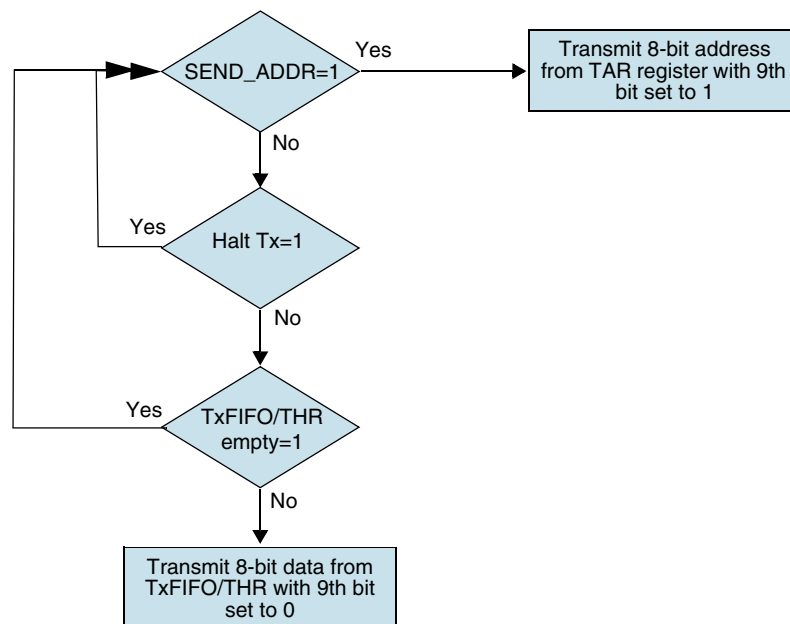 SEND_ADDR=1
Yes
Transmit 8-bit address
from TAR register with 9th
bit set to 1
No
Yes
Halt Tx=1
No
Yes
TxFIFO/THR
empty=1
No
Transmit 8-bit data from
TxFIFO/THR with 9th bit
set to 0